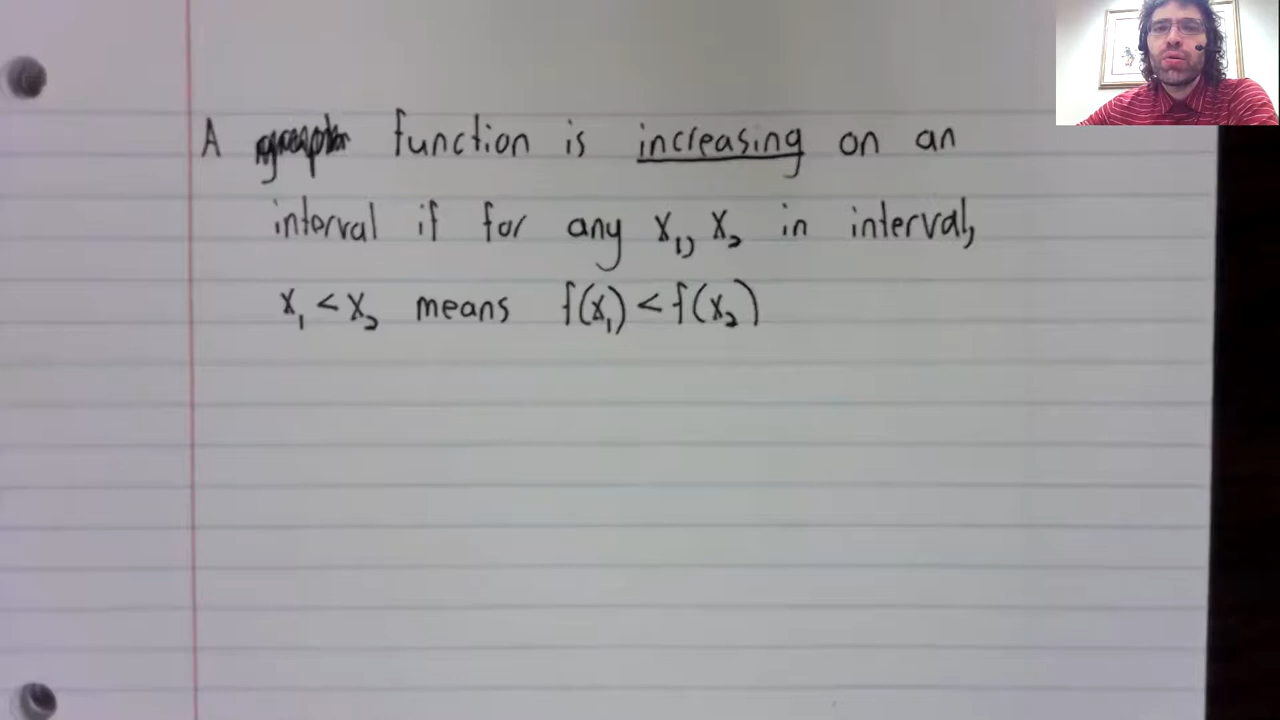 A function is increasing on an
interval if for any x₁, x₂ in interval,
x₁ < x₂ means f(x₁) < f(x₂)